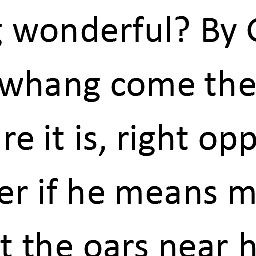 wonderful? By
whang come the
re it is, right opp
er if he means m
t the oars near h